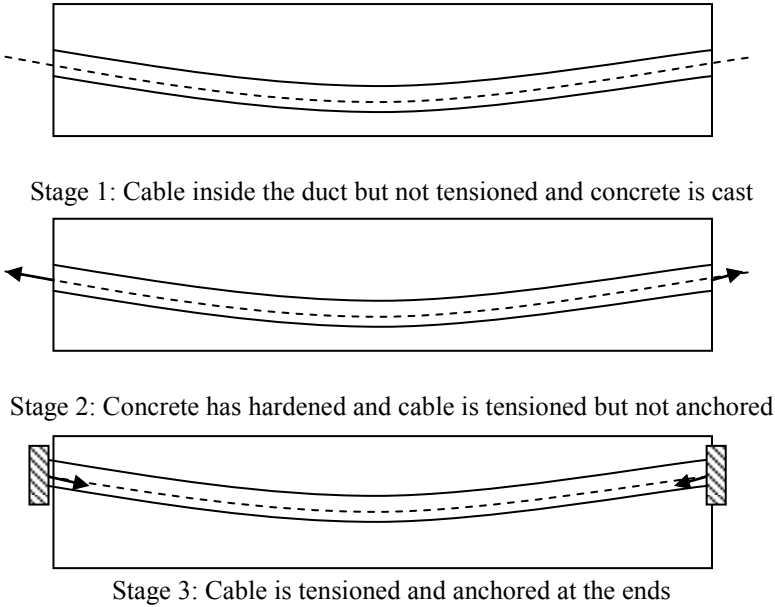 Stage 1: Cable inside the duct but not tensioned and concrete is cast
Stage 2: Concrete has hardened and cable is tensioned but not anchored
Stage 3: Cable is tensioned and anchored at the ends